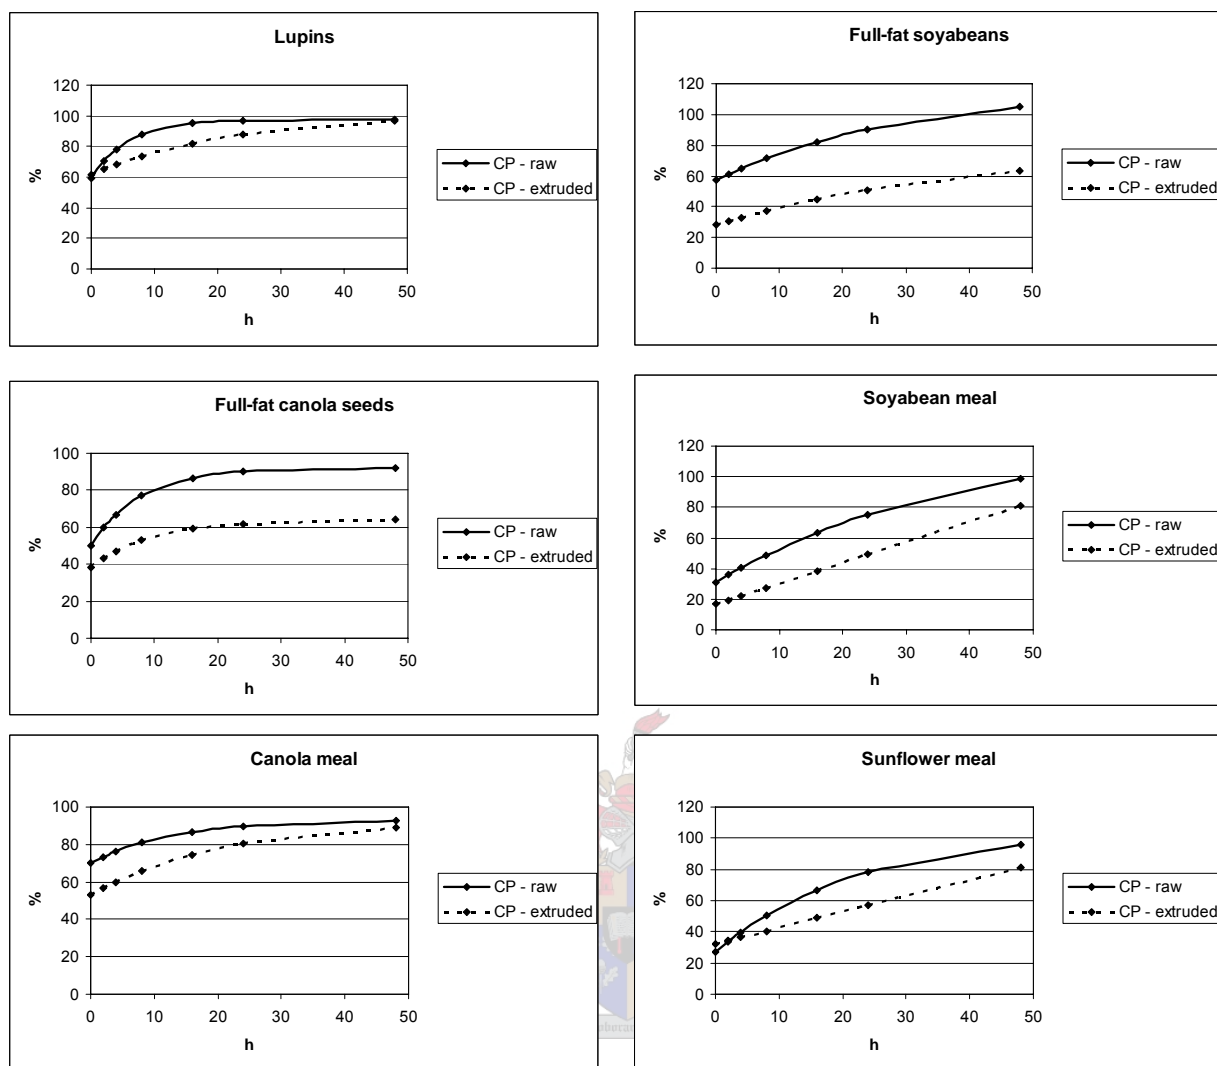 Lupins
120
100
80
60
40
20
0
%
0 10 20 30 40 50
h
CP - raw
CP - extruded
Full-fat soyabeans
120
100
80
60
40
20
0
%
0 10 20 30 40 50
h
CP - raw
CP - extruded
Full-fat canola seeds
100
80
60
40
20
0
%
0 10 20 30 40 50
h
CP - raw
CP - extruded
Soyabean meal
120
100
80
60
40
20
0
%
0 10 20 30 40 50
h
CP - raw
CP - extruded
Canola meal
100
80
60
40
20
0
%
0 10 20 30 40 50
h
CP - raw
CP - extruded
Sunflower meal
120
100
80
60
40
20
0
%
0 10 20 30 40 50
h
CP - raw
CP - extruded